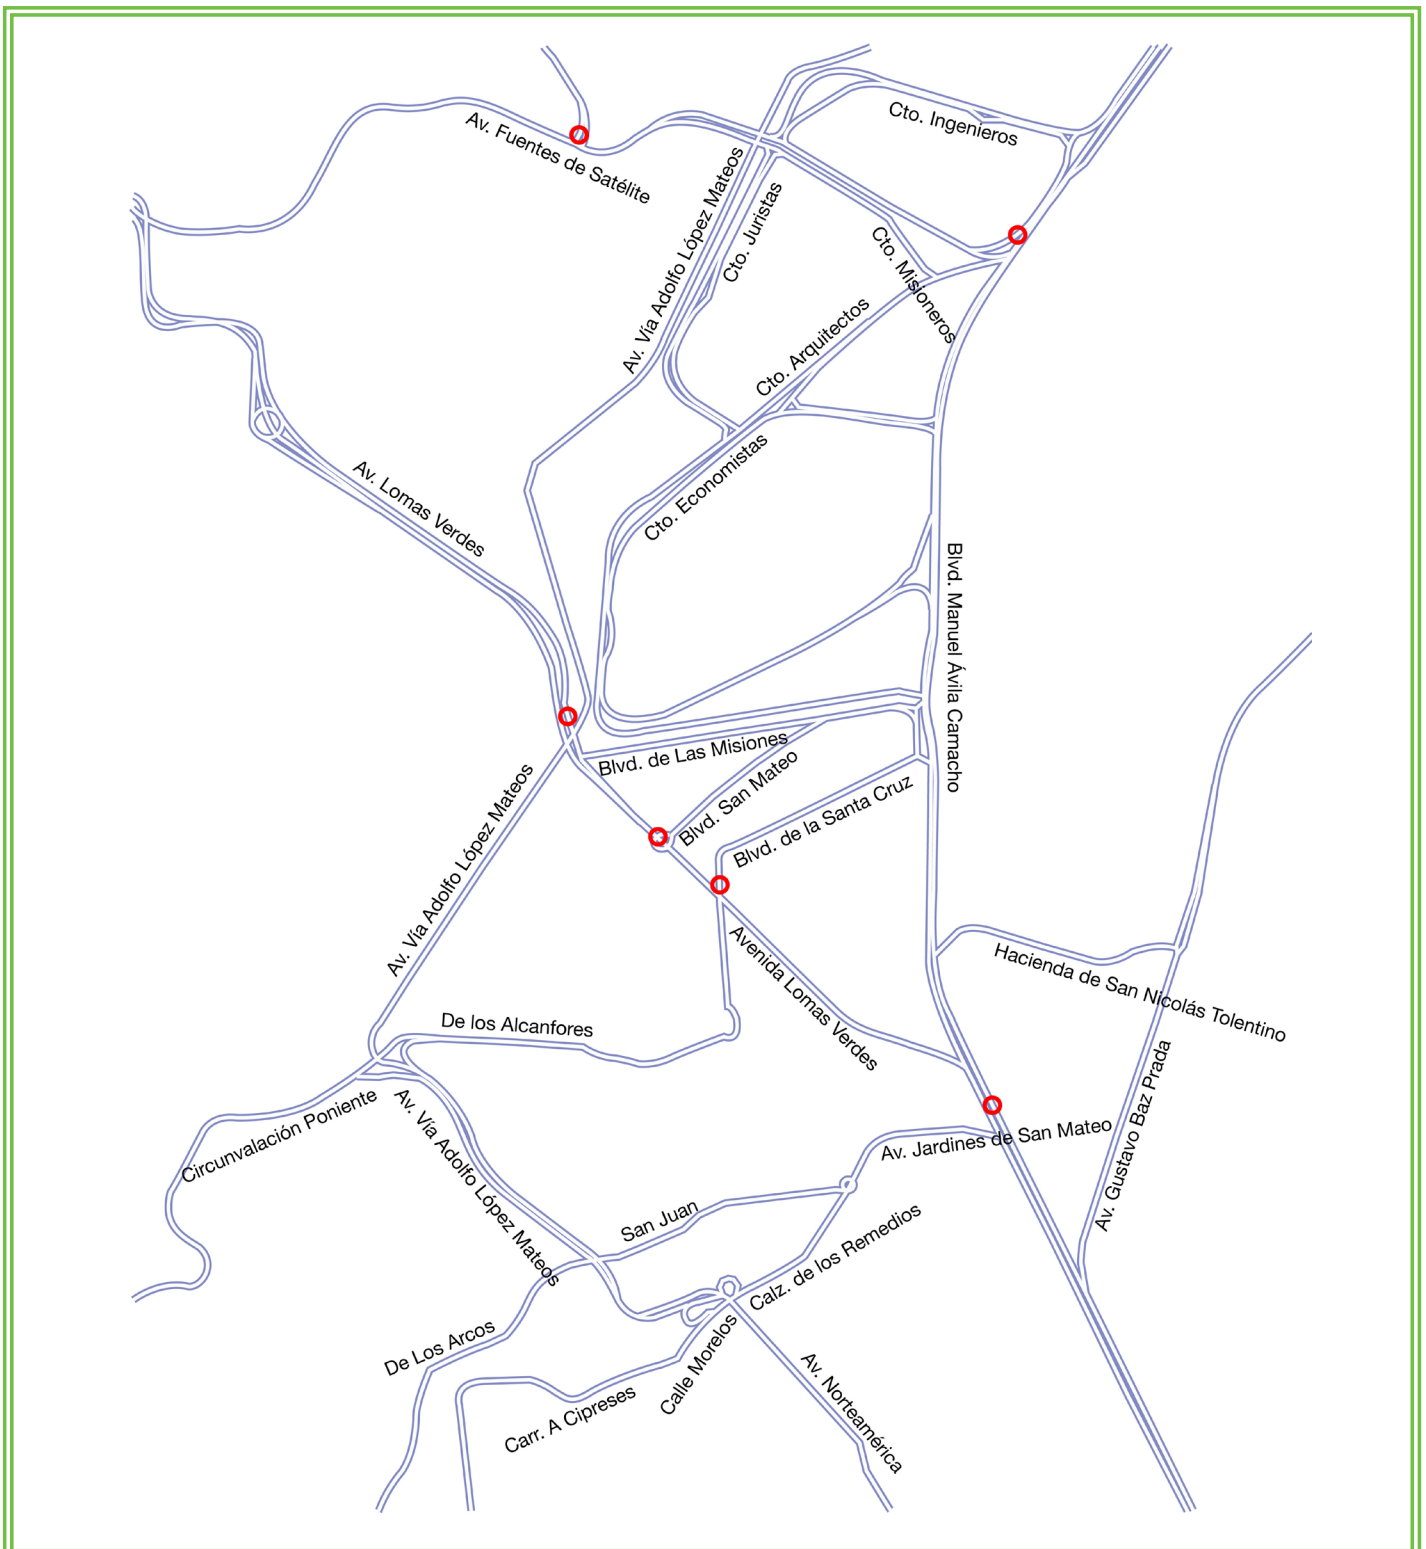 Cto. Ingenieros
Av. Fuentes de Satélite
Av. Vía Adolfo López Mateos
Cto. Juristas
Cto. Misioneros
Cto. Arquitectos
Cto. Economistas
Av. Lomas Verdes
Blvd. Manuel Ávila Camacho
Blvd. de Las Misiones
Blvd. San Mateo
Blvd. de la Santa Cruz
Av. Vía Adolfo López Mateos
Avenida Lomas Verdes
Hacienda de San Nicolás Tolentino
De los Alcanfores
Av. Gustavo Baz Prada
Circunvalación Poniente
Av. Vía Adolfo López Mateos
Av. Jardines de San Mateo
San Juan
Calz. de los Remedios
De Los Arcos
Calle Morelos
Carr. A Cipreses
Av. Norteamérica